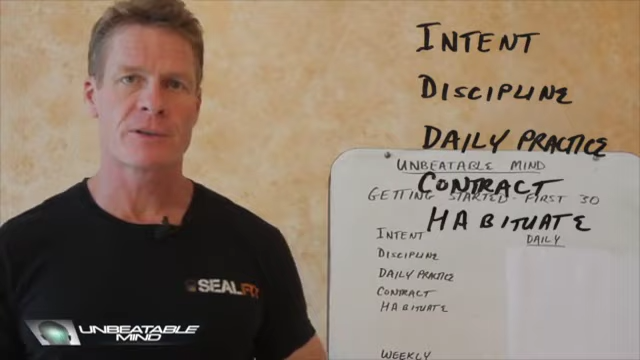 INTENT
DISCIPLINE
DAILY PRACTICE
CONTRACT
HABITUATE
UNBEATABLE MIND
GETTING STARTED - FIRST 30
INTENT
DAILY
DISCIPLINE
DAILY PRACTICE
CONTRACT
HABITUATE
WEEKLY
SEALFIT
UNBEATABLE
MIND